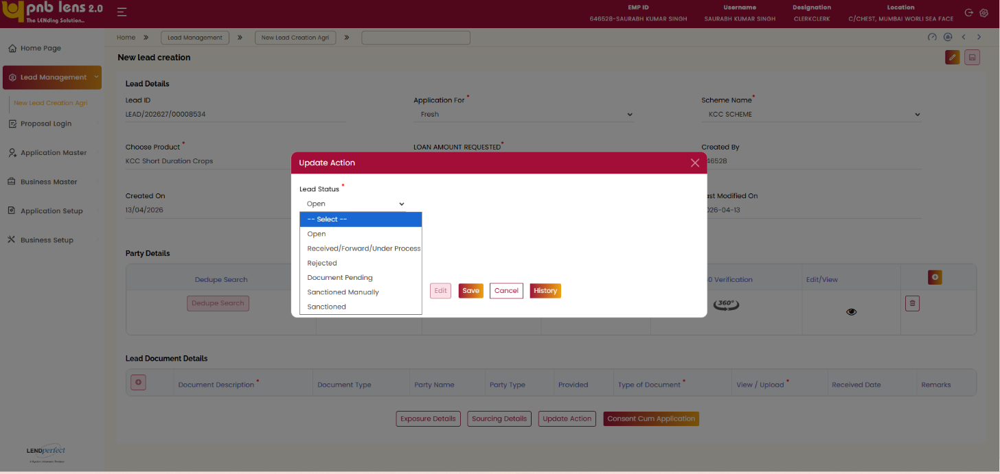 pnb lens 2.0
The LENding Solution..
EMP ID
646528-SAURABH KUMAR SINGH
Username
SAURABH KUMAR SINGH
Designation
CLERKCLERK
Location
C/CHEST, MUMBAI WORLI SEA FACE
Home » Lead Management » New Lead Creation Agri »
Home Page
Lead Management
New Lead Creation Agri
Proposal Login
Application Master
Business Master
Application Setup
Business Setup
LENDperfect
New lead creation
Lead Details
Lead ID
LEAD/202627/00008534
Application For *
Fresh
Scheme Name *
KCC SCHEME
Choose Product *
KCC Short Duration Crops
LOAN AMOUNT REQUESTED *
Created By
46528
Created On
13/04/2026
ast Modified On
026-04-13
Update Action
Lead Status *
Open
-- Select --
Open
Received/Forward/Under Process
Rejected
Document Pending
Sanctioned Manually
Sanctioned
Edit Save Cancel History
Party Details
Dedupe Search
0 Verification
Edit/View
Dedupe Search
360°
Lead Document Details
Document Description * Document Type Party Name Party Type Provided Type of Document * View / Upload * Received Date Remarks
Exposure Details Sourcing Details Update Action Consent Cum Application